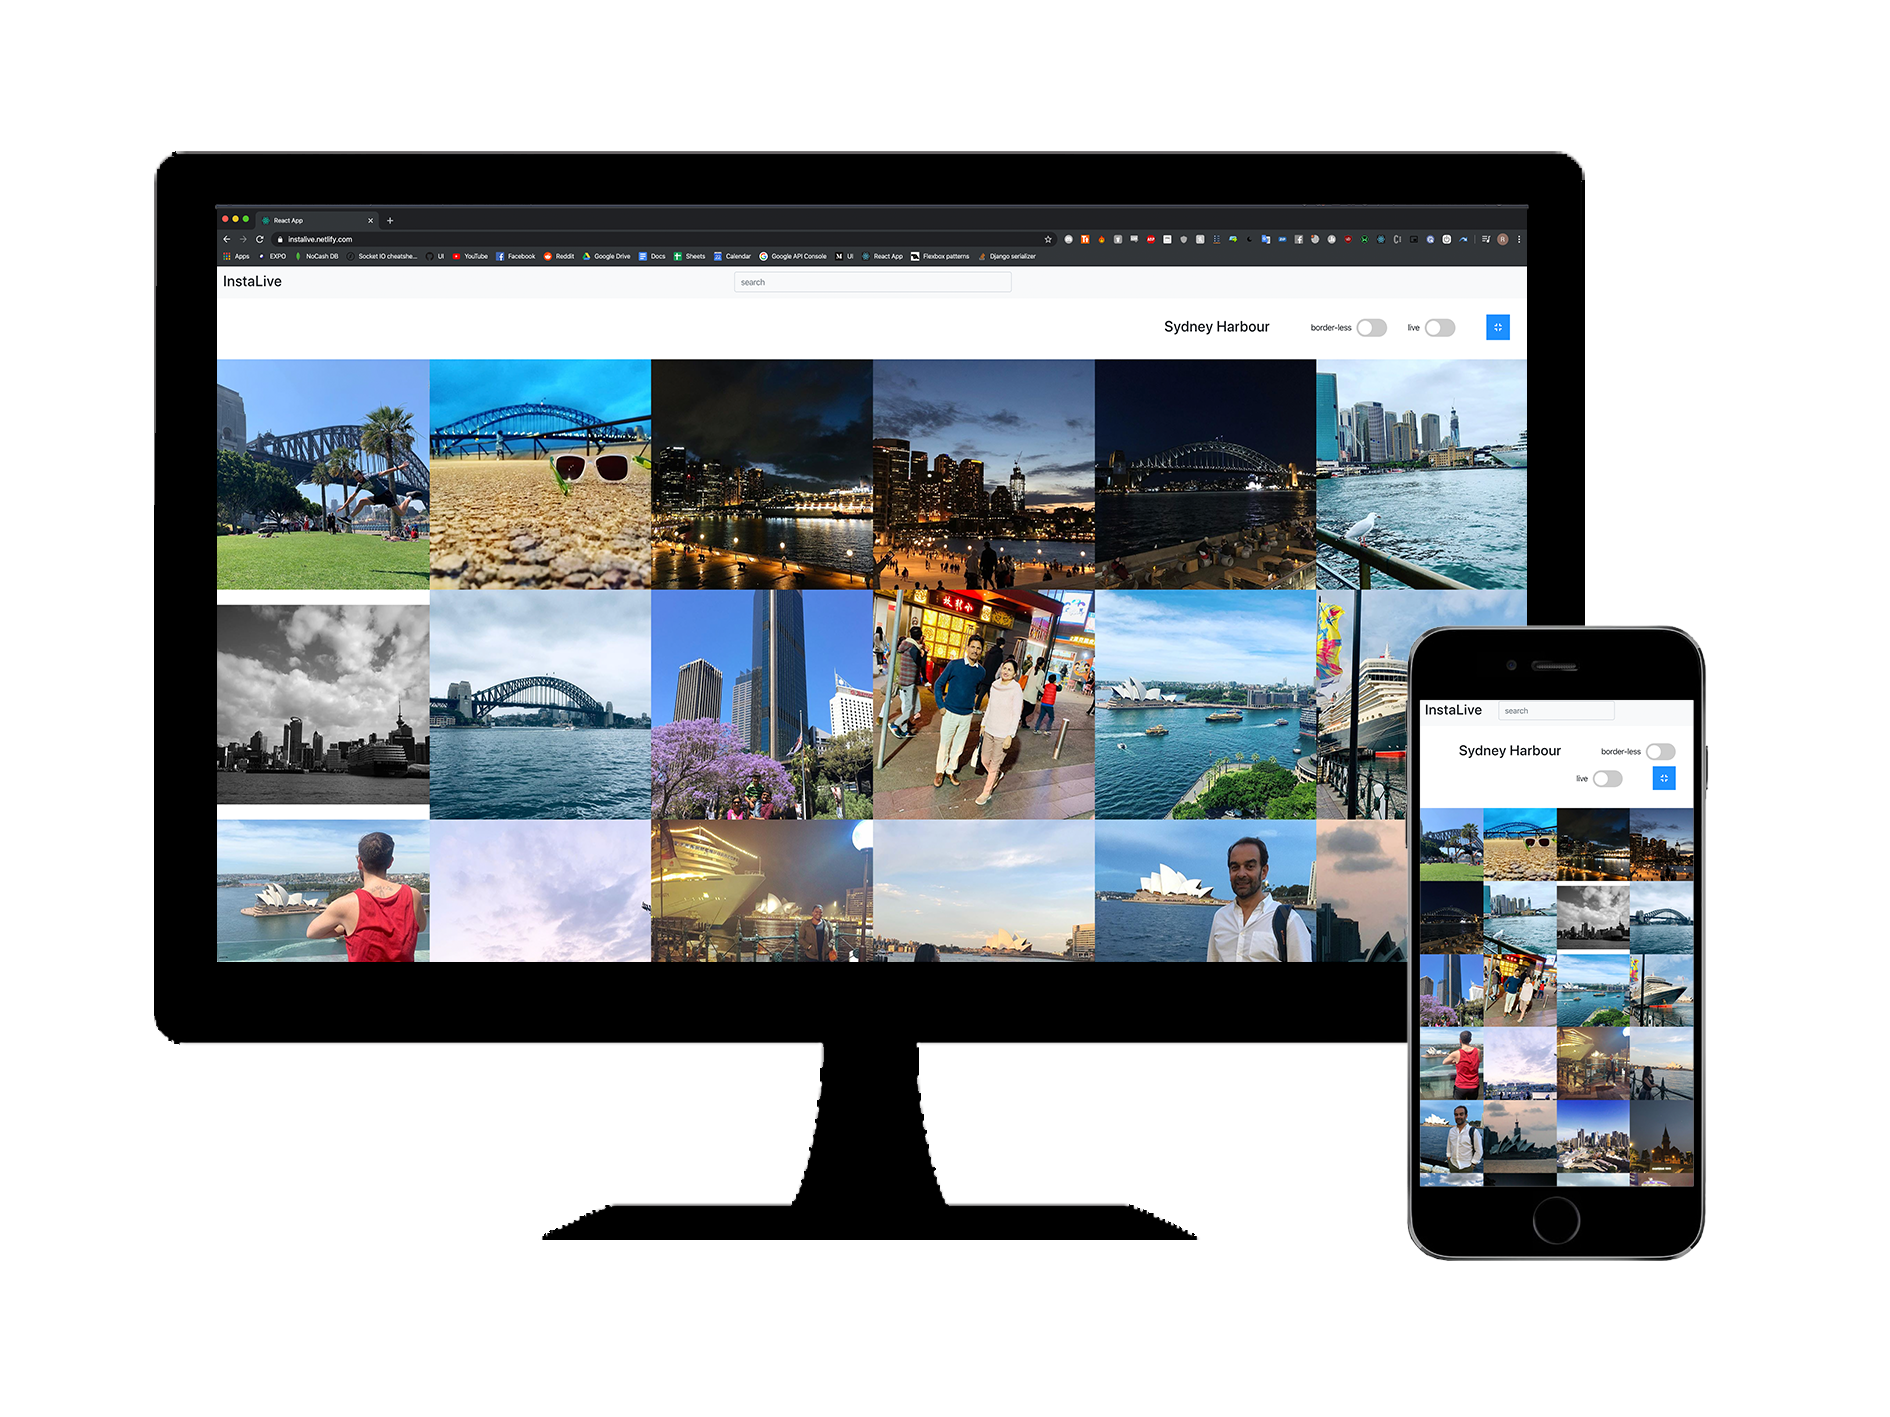 React App
instalive.netlify.com
Apps EXPO NoCash DB Socket IO cheatshe... UI YouTube Facebook Reddit Google Drive Docs Sheets Calendar Google API Console UI React App Flexbox patterns Django serializer
InstaLive search
Sydney Harbour border-less live
InstaLive search
Sydney Harbour border-less
live